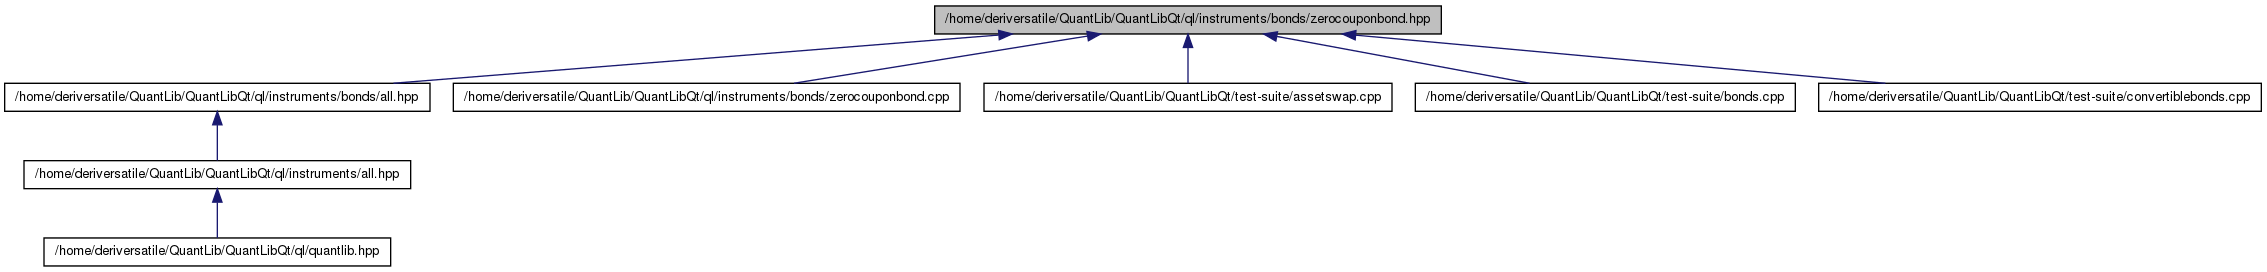 /home/deriversatile/QuantLib/QuantLibQt/ql/instruments/bonds/zerocouponbond.hpp
/home/deriversatile/QuantLib/QuantLibQt/ql/instruments/bonds/all.hpp
/home/deriversatile/QuantLib/QuantLibQt/ql/instruments/bonds/zerocouponbond.cpp
/home/deriversatile/QuantLib/QuantLibQt/test-suite/assetswap.cpp
/home/deriversatile/QuantLib/QuantLibQt/test-suite/bonds.cpp
/home/deriversatile/QuantLib/QuantLibQt/test-suite/convertiblebonds.cpp
/home/deriversatile/QuantLib/QuantLibQt/ql/instruments/all.hpp
/home/deriversatile/QuantLib/QuantLibQt/ql/quantlib.hpp